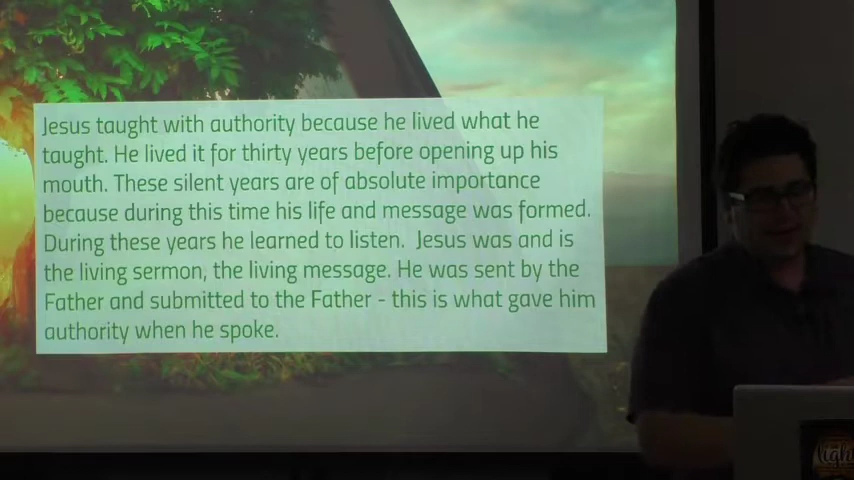 Jesus taught with authority because he lived what he
taught. He lived it for thirty years before opening up his
mouth. These silent years are of absolute importance
because during this time his life and message was formed.
During these years he learned to listen.  Jesus was and is
the living sermon, the living message. He was sent by the
Father and submitted to the Father - this is what gave him
authority when he spoke.